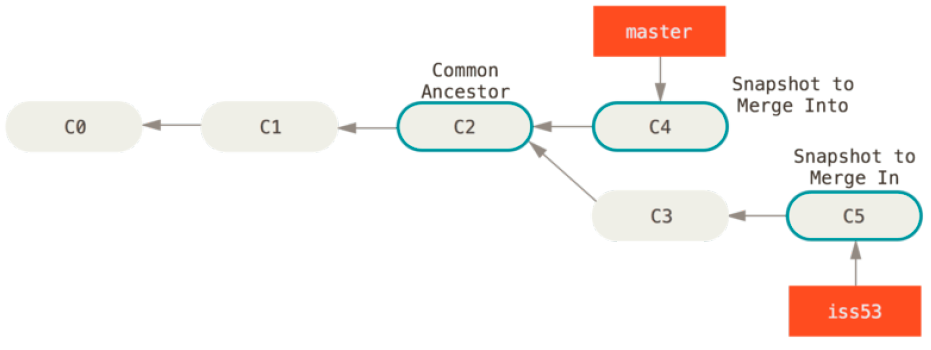 master
Common
Ancestor
Snapshot to
Merge Into
C0
C1
C2
C4
Snapshot to
Merge In
C3
C5
iss53